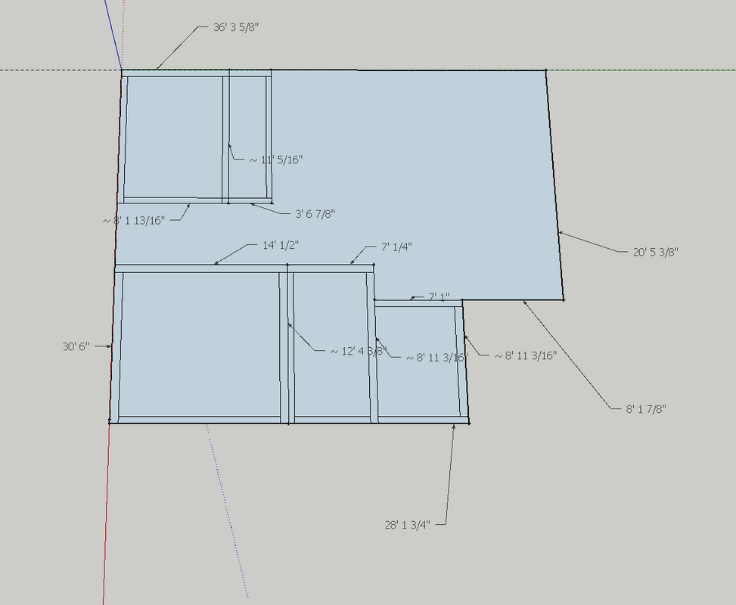 36' 3 5/8"
~ 11' 5/16"
3' 6 7/8"
~ 8' 1 13/16"
14' 1/2"
7' 1/4"
20' 5 3/8"
7' 1"
30' 6"
~ 12' 4 3/8"
~ 8' 11 3/16"
~ 8' 11 3/16"
8' 1 7/8"
28' 1 3/4"